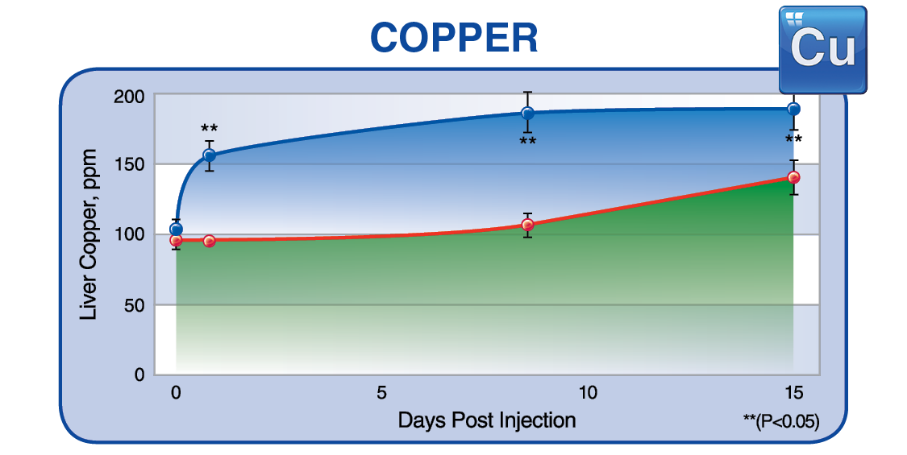 COPPER
Cu
Liver Copper, ppm
200
150
100
50
0
**
**
**
0 5 10 15
Days Post Injection
**(P<0.05)